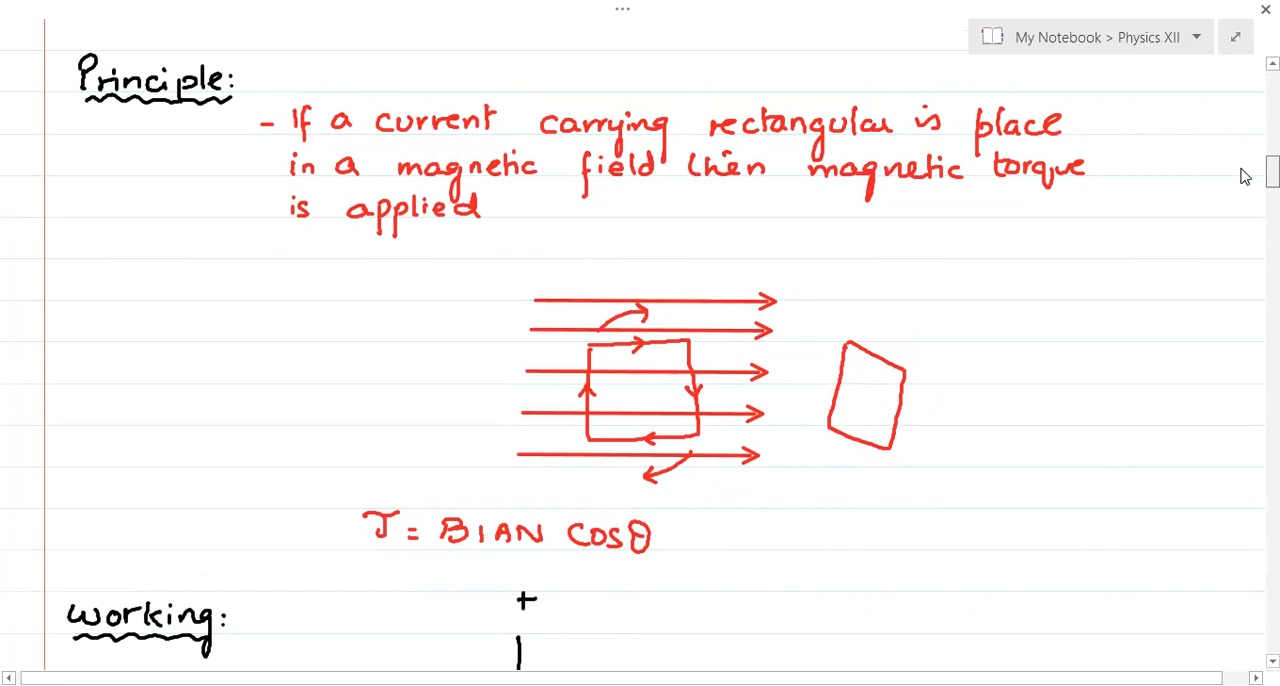 My Notebook > Physics XII
Principle:
- If a current carrying rectangular is place
in a magnetic field then magnetic torque
is applied
τ = BIAN COSθ
working:
+